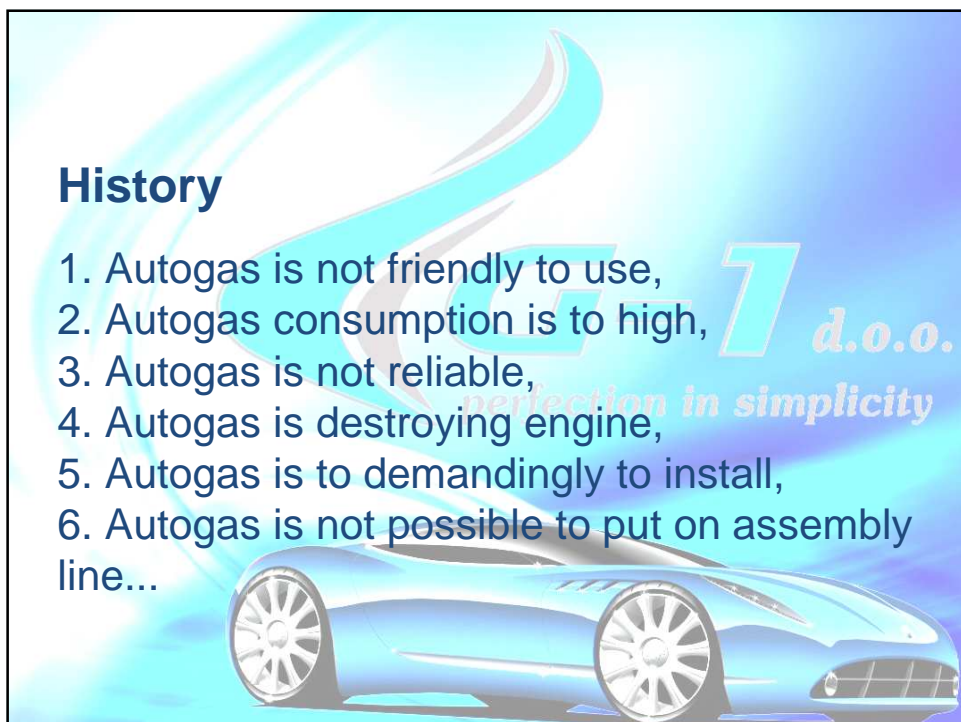 History
1. Autogas is not friendly to use,
2. Autogas consumption is to high,
3. Autogas is not reliable,
4. Autogas is destroying engine,
5. Autogas is to demandingly to install,
6. Autogas is not possible to put on assembly
line...
G-1 d.o.o.
perfection in simplicity